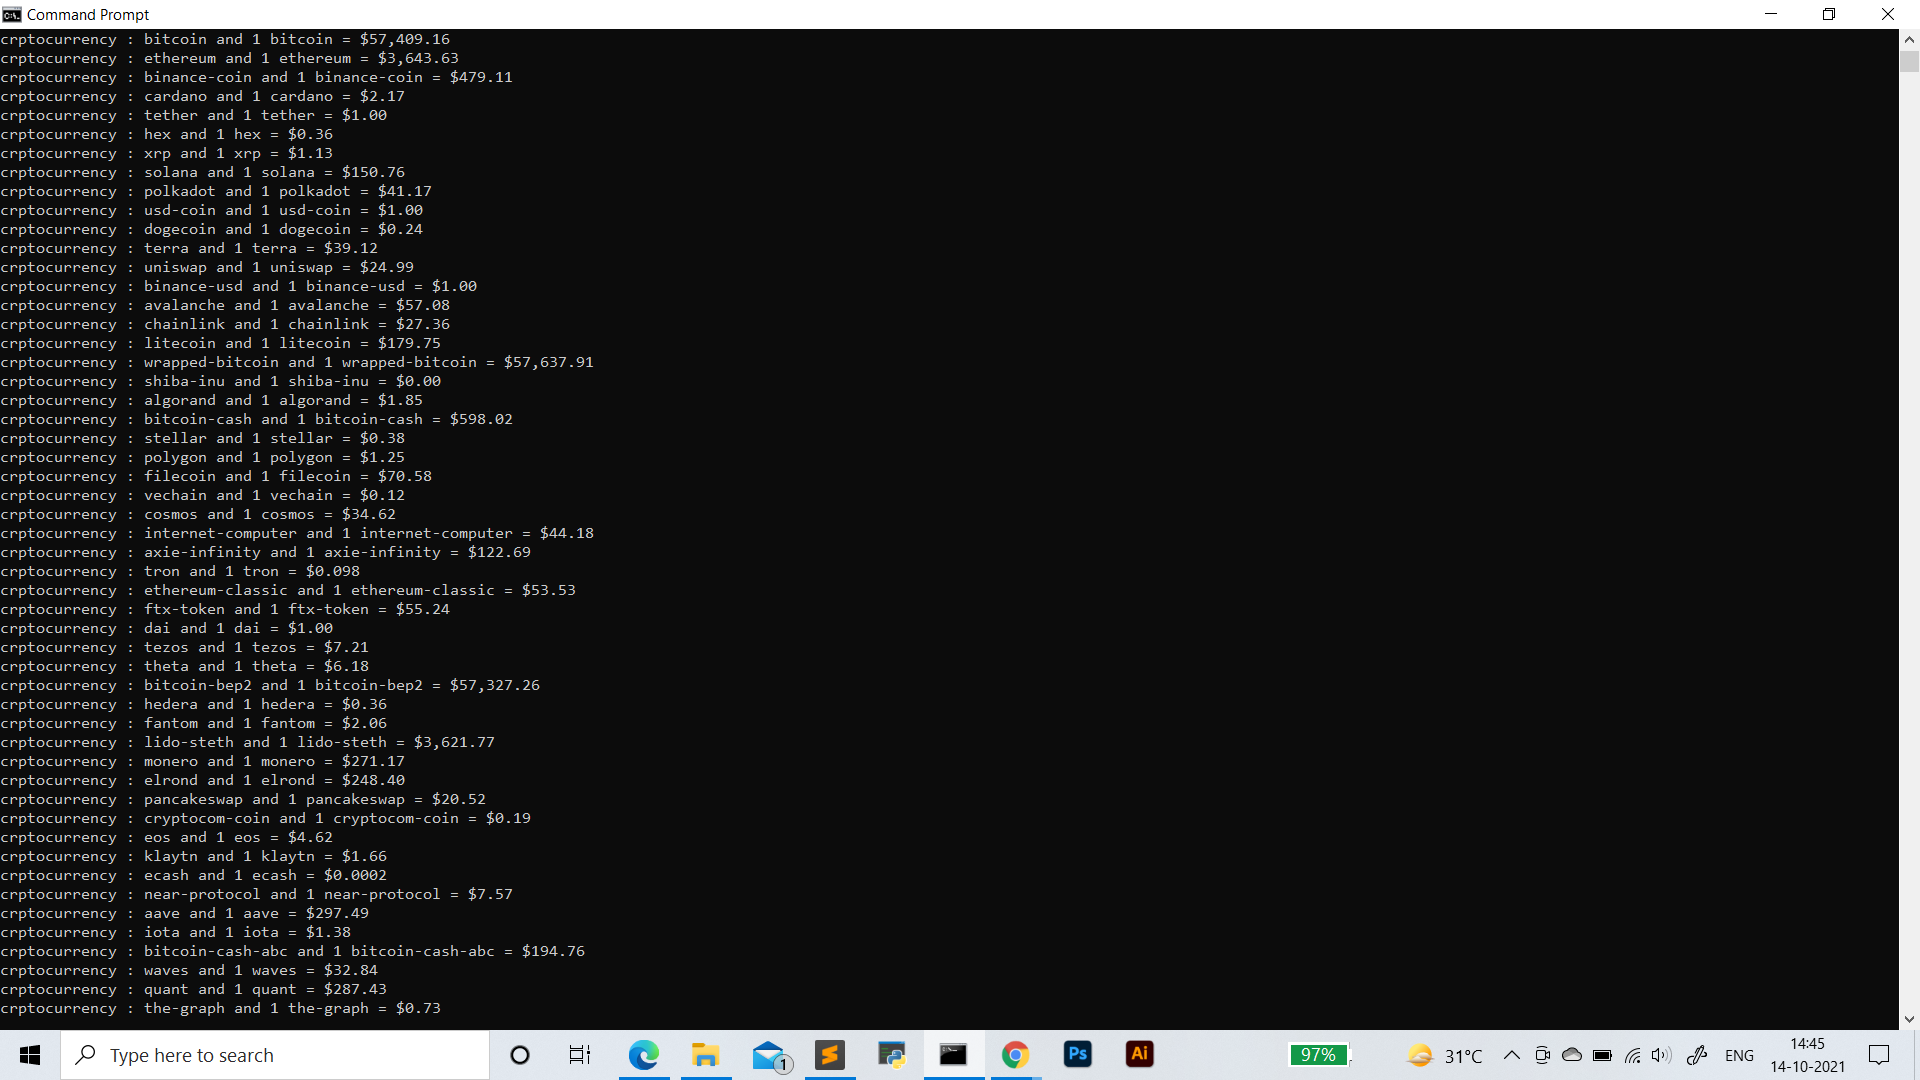 Command Prompt
crptocurrency : bitcoin and 1 bitcoin = $57,409.16
crptocurrency : ethereum and 1 ethereum = $3,643.63
crptocurrency : binance-coin and 1 binance-coin = $479.11
crptocurrency : cardano and 1 cardano = $2.17
crptocurrency : tether and 1 tether = $1.00
crptocurrency : hex and 1 hex = $0.36
crptocurrency : xrp and 1 xrp = $1.13
crptocurrency : solana and 1 solana = $150.76
crptocurrency : polkadot and 1 polkadot = $41.17
crptocurrency : usd-coin and 1 usd-coin = $1.00
crptocurrency : dogecoin and 1 dogecoin = $0.24
crptocurrency : terra and 1 terra = $39.12
crptocurrency : uniswap and 1 uniswap = $24.99
crptocurrency : binance-usd and 1 binance-usd = $1.00
crptocurrency : avalanche and 1 avalanche = $57.08
crptocurrency : chainlink and 1 chainlink = $27.36
crptocurrency : litecoin and 1 litecoin = $179.75
crptocurrency : wrapped-bitcoin and 1 wrapped-bitcoin = $57,637.91
crptocurrency : shiba-inu and 1 shiba-inu = $0.00
crptocurrency : algorand and 1 algorand = $1.85
crptocurrency : bitcoin-cash and 1 bitcoin-cash = $598.02
crptocurrency : stellar and 1 stellar = $0.38
crptocurrency : polygon and 1 polygon = $1.25
crptocurrency : filecoin and 1 filecoin = $70.58
crptocurrency : vechain and 1 vechain = $0.12
crptocurrency : cosmos and 1 cosmos = $34.62
crptocurrency : internet-computer and 1 internet-computer = $44.18
crptocurrency : axie-infinity and 1 axie-infinity = $122.69
crptocurrency : tron and 1 tron = $0.098
crptocurrency : ethereum-classic and 1 ethereum-classic = $53.53
crptocurrency : ftx-token and 1 ftx-token = $55.24
crptocurrency : dai and 1 dai = $1.00
crptocurrency : tezos and 1 tezos = $7.21
crptocurrency : theta and 1 theta = $6.18
crptocurrency : bitcoin-bep2 and 1 bitcoin-bep2 = $57,327.26
crptocurrency : hedera and 1 hedera = $0.36
crptocurrency : fantom and 1 fantom = $2.06
crptocurrency : lido-steth and 1 lido-steth = $3,621.77
crptocurrency : monero and 1 monero = $271.17
crptocurrency : elrond and 1 elrond = $248.40
crptocurrency : pancakeswap and 1 pancakeswap = $20.52
crptocurrency : cryptocom-coin and 1 cryptocom-coin = $0.19
crptocurrency : eos and 1 eos = $4.62
crptocurrency : klaytn and 1 klaytn = $1.66
crptocurrency : ecash and 1 ecash = $0.0002
crptocurrency : near-protocol and 1 near-protocol = $7.57
crptocurrency : aave and 1 aave = $297.49
crptocurrency : iota and 1 iota = $1.38
crptocurrency : bitcoin-cash-abc and 1 bitcoin-cash-abc = $194.76
crptocurrency : waves and 1 waves = $32.84
crptocurrency : quant and 1 quant = $287.43
crptocurrency : the-graph and 1 the-graph = $0.73
Type here to search
1
Ps
Ai
97%
31°C
ENG
14:45
14-10-2021